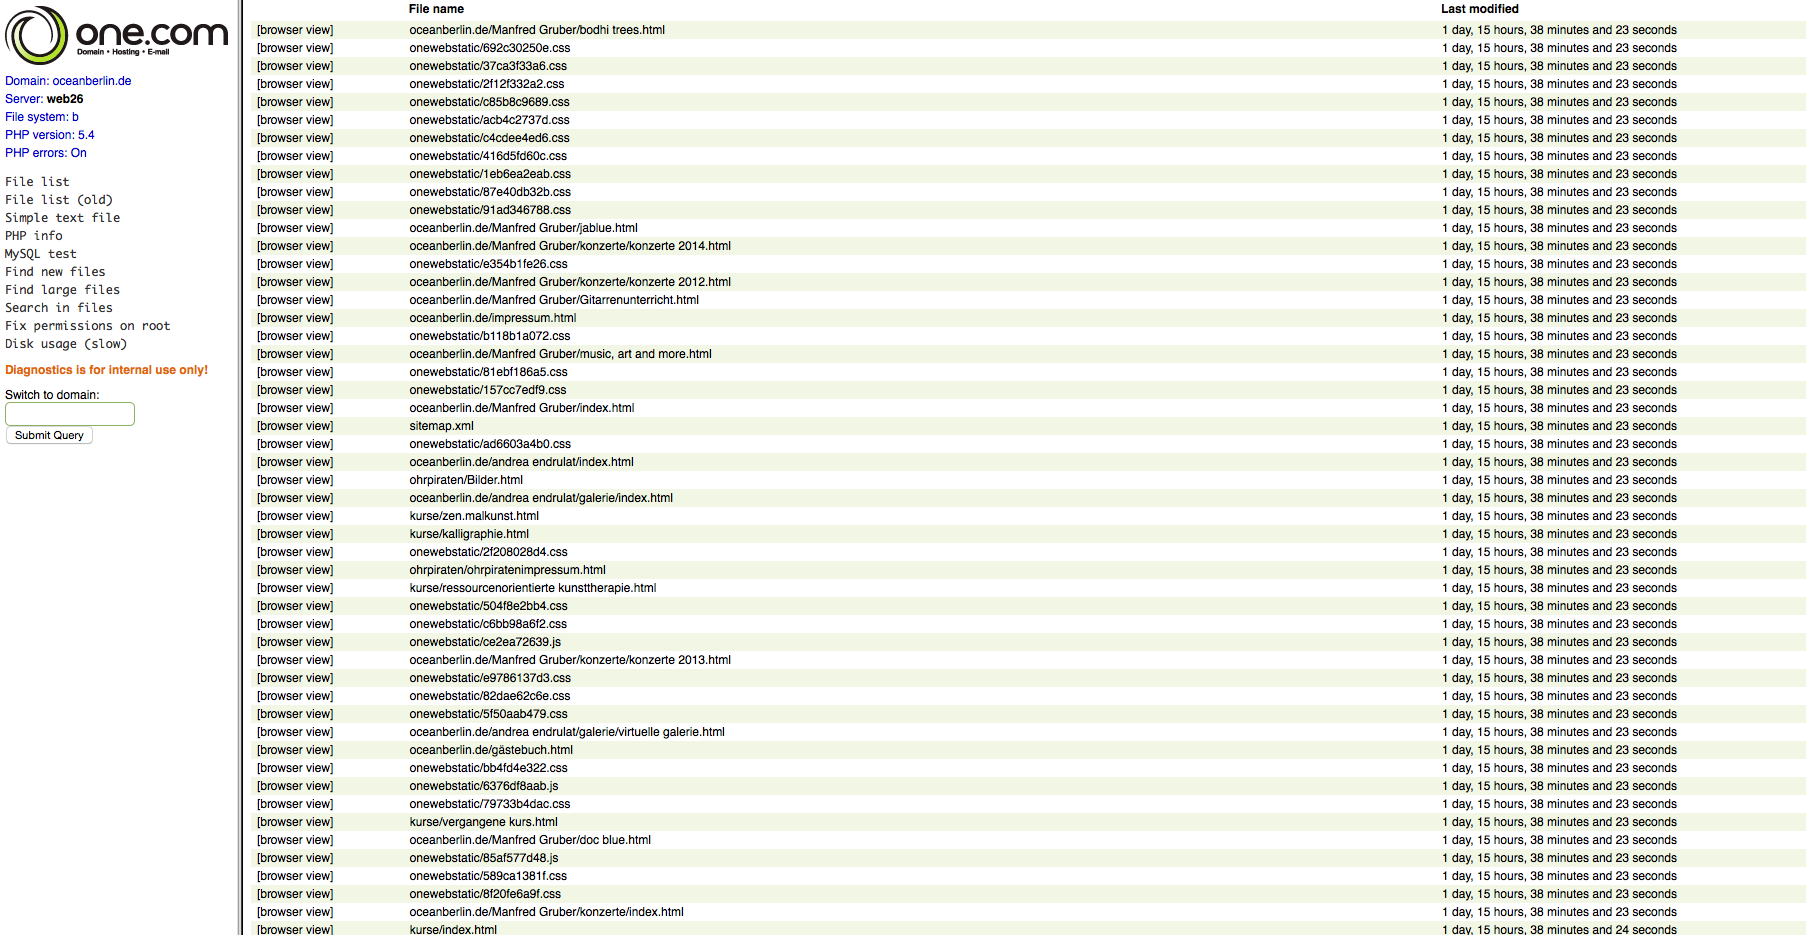 one.com
Domain • Hosting • E-mail
Domain: oceanberlin.de
Server: web26
File system: b
PHP version: 5.4
PHP errors: On
File list
File list (old)
Simple text file
PHP info
MySQL test
Find new files
Find large files
Search in files
Fix permissions on root
Disk usage (slow)
Diagnostics is for internal use only!
Switch to domain:
Submit Query
File name Last modified
[browser view] oceanberlin.de/Manfred Gruber/bodhi trees.html 1 day, 15 hours, 38 minutes and 23 seconds
[browser view] onewebstatic/692c30250e.css 1 day, 15 hours, 38 minutes and 23 seconds
[browser view] onewebstatic/37ca3f33a6.css 1 day, 15 hours, 38 minutes and 23 seconds
[browser view] onewebstatic/2f12f332a2.css 1 day, 15 hours, 38 minutes and 23 seconds
[browser view] onewebstatic/c85b8c9689.css 1 day, 15 hours, 38 minutes and 23 seconds
[browser view] onewebstatic/acb4c2737d.css 1 day, 15 hours, 38 minutes and 23 seconds
[browser view] onewebstatic/c4cdee4ed6.css 1 day, 15 hours, 38 minutes and 23 seconds
[browser view] onewebstatic/416d5fd60c.css 1 day, 15 hours, 38 minutes and 23 seconds
[browser view] onewebstatic/1eb6ea2eab.css 1 day, 15 hours, 38 minutes and 23 seconds
[browser view] onewebstatic/87e40db32b.css 1 day, 15 hours, 38 minutes and 23 seconds
[browser view] onewebstatic/91ad346788.css 1 day, 15 hours, 38 minutes and 23 seconds
[browser view] oceanberlin.de/Manfred Gruber/jablue.html 1 day, 15 hours, 38 minutes and 23 seconds
[browser view] oceanberlin.de/Manfred Gruber/konzerte/konzerte 2014.html 1 day, 15 hours, 38 minutes and 23 seconds
[browser view] onewebstatic/e354b1fe26.css 1 day, 15 hours, 38 minutes and 23 seconds
[browser view] oceanberlin.de/Manfred Gruber/konzerte/konzerte 2012.html 1 day, 15 hours, 38 minutes and 23 seconds
[browser view] oceanberlin.de/Manfred Gruber/Gitarrenunterricht.html 1 day, 15 hours, 38 minutes and 23 seconds
[browser view] oceanberlin.de/impressum.html 1 day, 15 hours, 38 minutes and 23 seconds
[browser view] onewebstatic/b118b1a072.css 1 day, 15 hours, 38 minutes and 23 seconds
[browser view] oceanberlin.de/Manfred Gruber/music, art and more.html 1 day, 15 hours, 38 minutes and 23 seconds
[browser view] onewebstatic/81ebf186a5.css 1 day, 15 hours, 38 minutes and 23 seconds
[browser view] onewebstatic/157cc7edf9.css 1 day, 15 hours, 38 minutes and 23 seconds
[browser view] oceanberlin.de/Manfred Gruber/index.html 1 day, 15 hours, 38 minutes and 23 seconds
[browser view] sitemap.xml 1 day, 15 hours, 38 minutes and 23 seconds
[browser view] onewebstatic/ad6603a4b0.css 1 day, 15 hours, 38 minutes and 23 seconds
[browser view] oceanberlin.de/andrea endrulat/index.html 1 day, 15 hours, 38 minutes and 23 seconds
[browser view] ohrpiraten/Bilder.html 1 day, 15 hours, 38 minutes and 23 seconds
[browser view] oceanberlin.de/andrea endrulat/galerie/index.html 1 day, 15 hours, 38 minutes and 23 seconds
[browser view] kurse/zen.malkunst.html 1 day, 15 hours, 38 minutes and 23 seconds
[browser view] kurse/kalligraphie.html 1 day, 15 hours, 38 minutes and 23 seconds
[browser view] onewebstatic/2f208028d4.css 1 day, 15 hours, 38 minutes and 23 seconds
[browser view] ohrpiraten/ohrpiratenimpressum.html 1 day, 15 hours, 38 minutes and 23 seconds
[browser view] kurse/ressourcenorientierte kunsttherapie.html 1 day, 15 hours, 38 minutes and 23 seconds
[browser view] onewebstatic/504f8e2bb4.css 1 day, 15 hours, 38 minutes and 23 seconds
[browser view] onewebstatic/c6bb98a6f2.css 1 day, 15 hours, 38 minutes and 23 seconds
[browser view] onewebstatic/ce2ea72639.js 1 day, 15 hours, 38 minutes and 23 seconds
[browser view] oceanberlin.de/Manfred Gruber/konzerte/konzerte 2013.html 1 day, 15 hours, 38 minutes and 23 seconds
[browser view] onewebstatic/e9786137d3.css 1 day, 15 hours, 38 minutes and 23 seconds
[browser view] onewebstatic/82dae62c6e.css 1 day, 15 hours, 38 minutes and 23 seconds
[browser view] onewebstatic/5f50aab479.css 1 day, 15 hours, 38 minutes and 23 seconds
[browser view] oceanberlin.de/andrea endrulat/galerie/virtuelle galerie.html 1 day, 15 hours, 38 minutes and 23 seconds
[browser view] oceanberlin.de/gästebuch.html 1 day, 15 hours, 38 minutes and 23 seconds
[browser view] onewebstatic/bb4fd4e322.css 1 day, 15 hours, 38 minutes and 23 seconds
[browser view] onewebstatic/6376df8aab.js 1 day, 15 hours, 38 minutes and 23 seconds
[browser view] onewebstatic/79733b4dac.css 1 day, 15 hours, 38 minutes and 23 seconds
[browser view] kurse/vergangene kurs.html 1 day, 15 hours, 38 minutes and 23 seconds
[browser view] oceanberlin.de/Manfred Gruber/doc blue.html 1 day, 15 hours, 38 minutes and 23 seconds
[browser view] onewebstatic/85af577d48.js 1 day, 15 hours, 38 minutes and 23 seconds
[browser view] onewebstatic/589ca1381f.css 1 day, 15 hours, 38 minutes and 23 seconds
[browser view] onewebstatic/8f20fe6a9f.css 1 day, 15 hours, 38 minutes and 23 seconds
[browser view] oceanberlin.de/Manfred Gruber/konzerte/index.html 1 day, 15 hours, 38 minutes and 23 seconds
[browser view] kurse/index.html 1 day, 15 hours, 38 minutes and 24 seconds